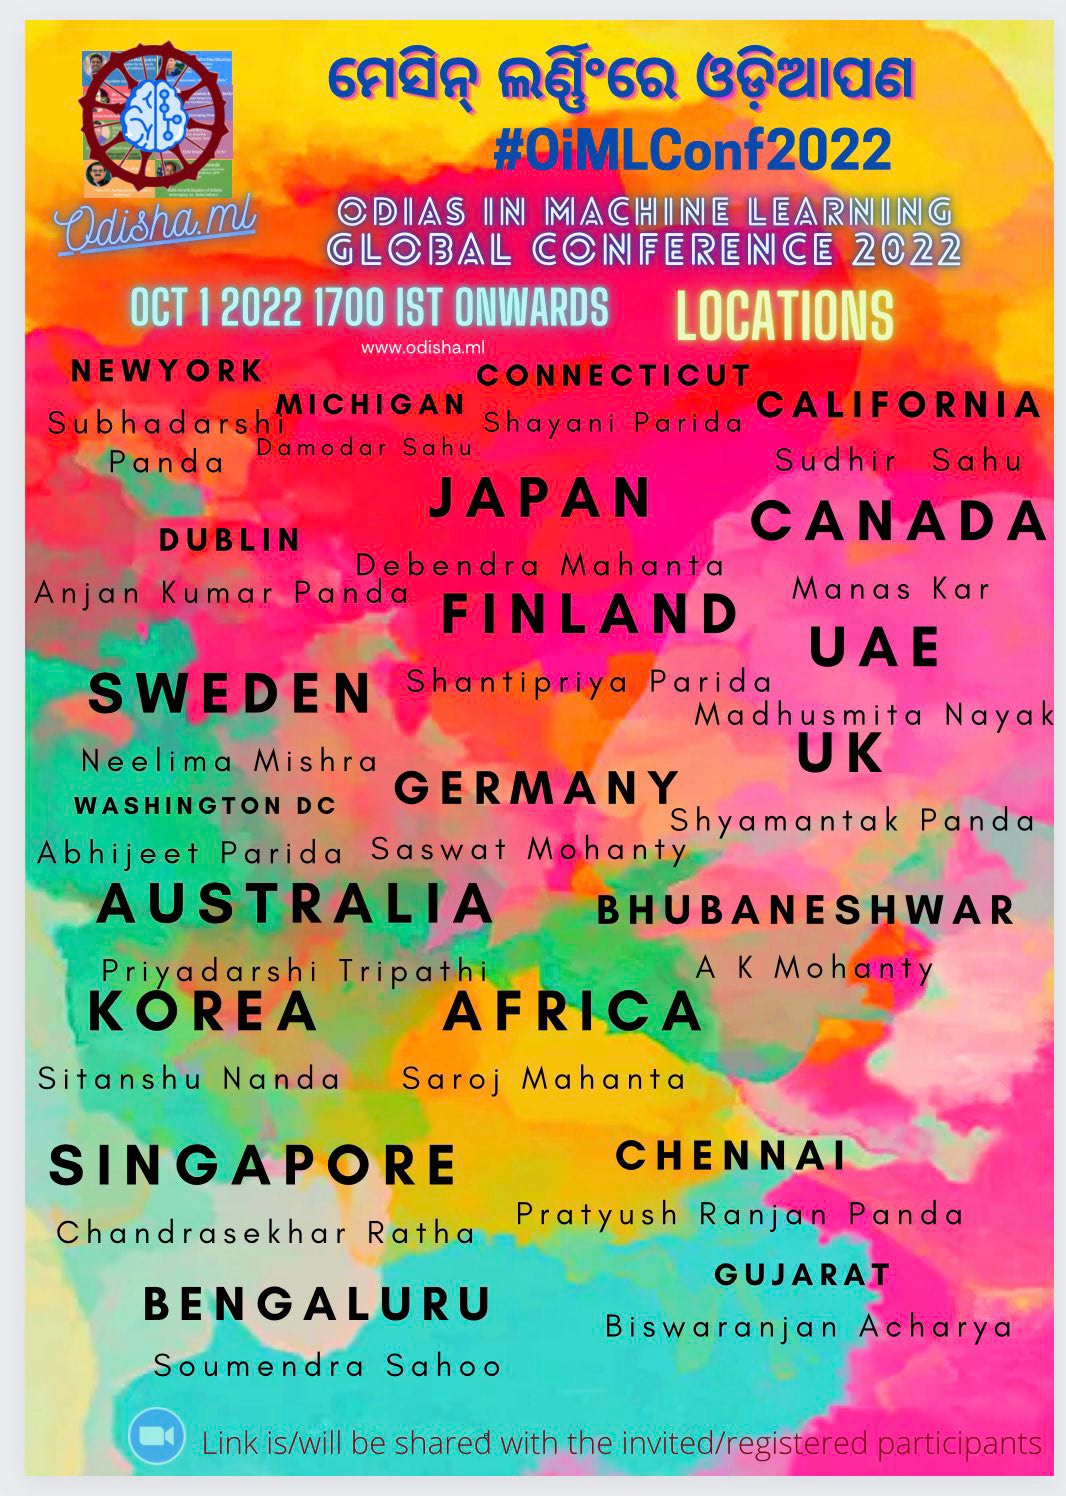 ମେସିନ୍ ଲର୍ଣ୍ଣିଂରେ ଓଡ଼ିଆପଣ
#OiMLConf2022
Odisha.ml
ODIAS IN MACHINE LEARNING
GLOBAL CONFERENCE 2022
OCT 1 2022 1700 IST ONWARDS
LOCATIONS
www.odisha.ml
NEWYORK
Subhadarshi
Panda
MICHIGAN
Damodar Sahu
CONNECTICUT
Shayani Parida
CALIFORNIA
Sudhir Sahu
JAPAN
Debendra Mahanta
CANADA
Manas Kar
DUBLIN
Anjan Kumar Panda
FINLAND
Shantipriya Parida
UAE
Madhusmita Nayak
SWEDEN
Neelima Mishra
UK
Shyamantak Panda
WASHINGTON DC
Abhijeet Parida
GERMANY
Saswat Mohanty
AUSTRALIA
Priyadarshi Tripathi
BHUBANESHWAR
A K Mohanty
KOREA
Sitanshu Nanda
AFRICA
Saroj Mahanta
SINGAPORE
Chandrasekhar Ratha
CHENNAI
Pratyush Ranjan Panda
GUJARAT
Biswaranjan Acharya
BENGALURU
Soumendra Sahoo
Link is/will be shared with the invited/registered participants